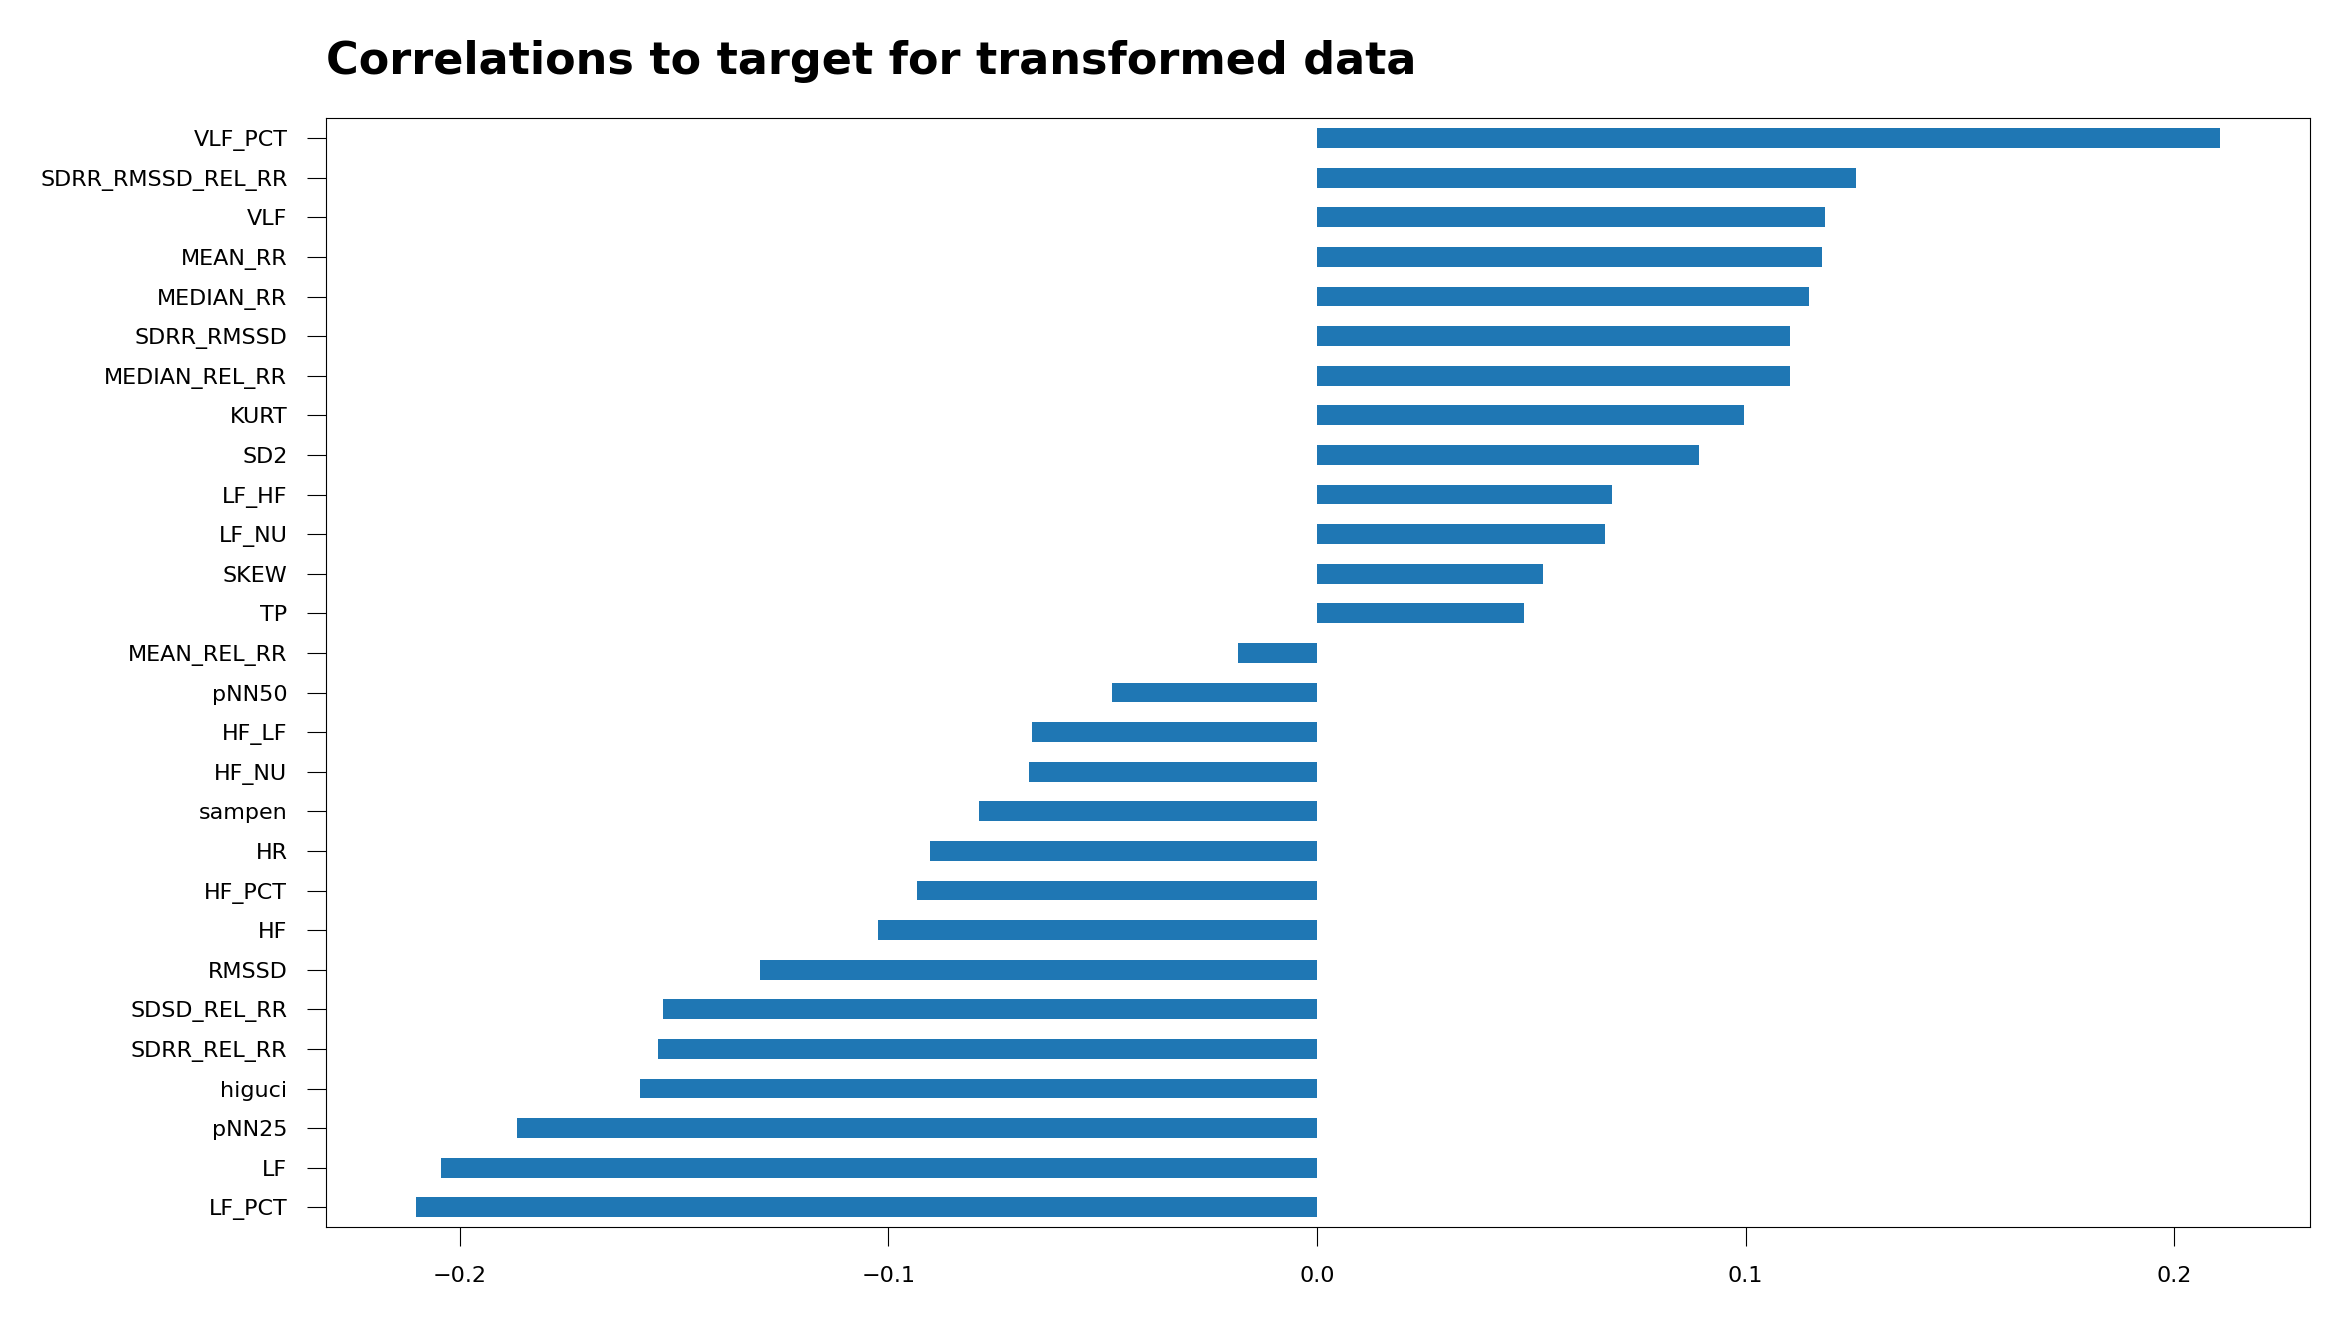 Correlations to target for transformed data
VLF_PCT
SDRR_RMSSD_REL_RR
VLF
MEAN_RR
MEDIAN_RR
SDRR_RMSSD
MEDIAN_REL_RR
KURT
SD2
LF_HF
LF_NU
SKEW
TP
MEAN_REL_RR
pNN50
HF_LF
HF_NU
sampen
HR
HF_PCT
HF
RMSSD
SDSD_REL_RR
SDRR_REL_RR
higuci
pNN25
LF
LF_PCT
−0.2 −0.1 0.0 0.1 0.2